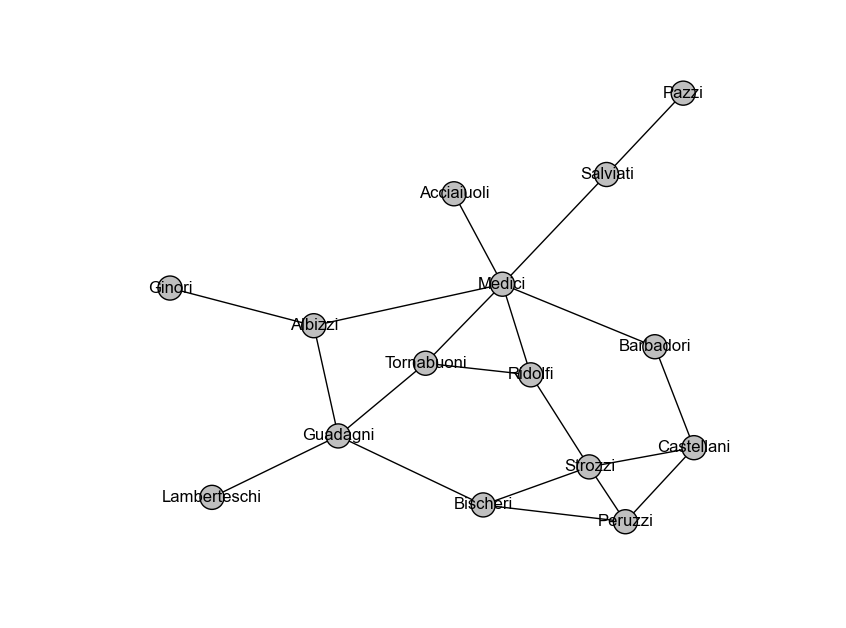 Pazzi
Salviati
Acciaiuoli
Medici
Ginori
Albizzi
Barbadori
Tornabuoni
Ridolfi
Guadagni
Castellani
Strozzi
Lamberteschi
Bischeri
Peruzzi